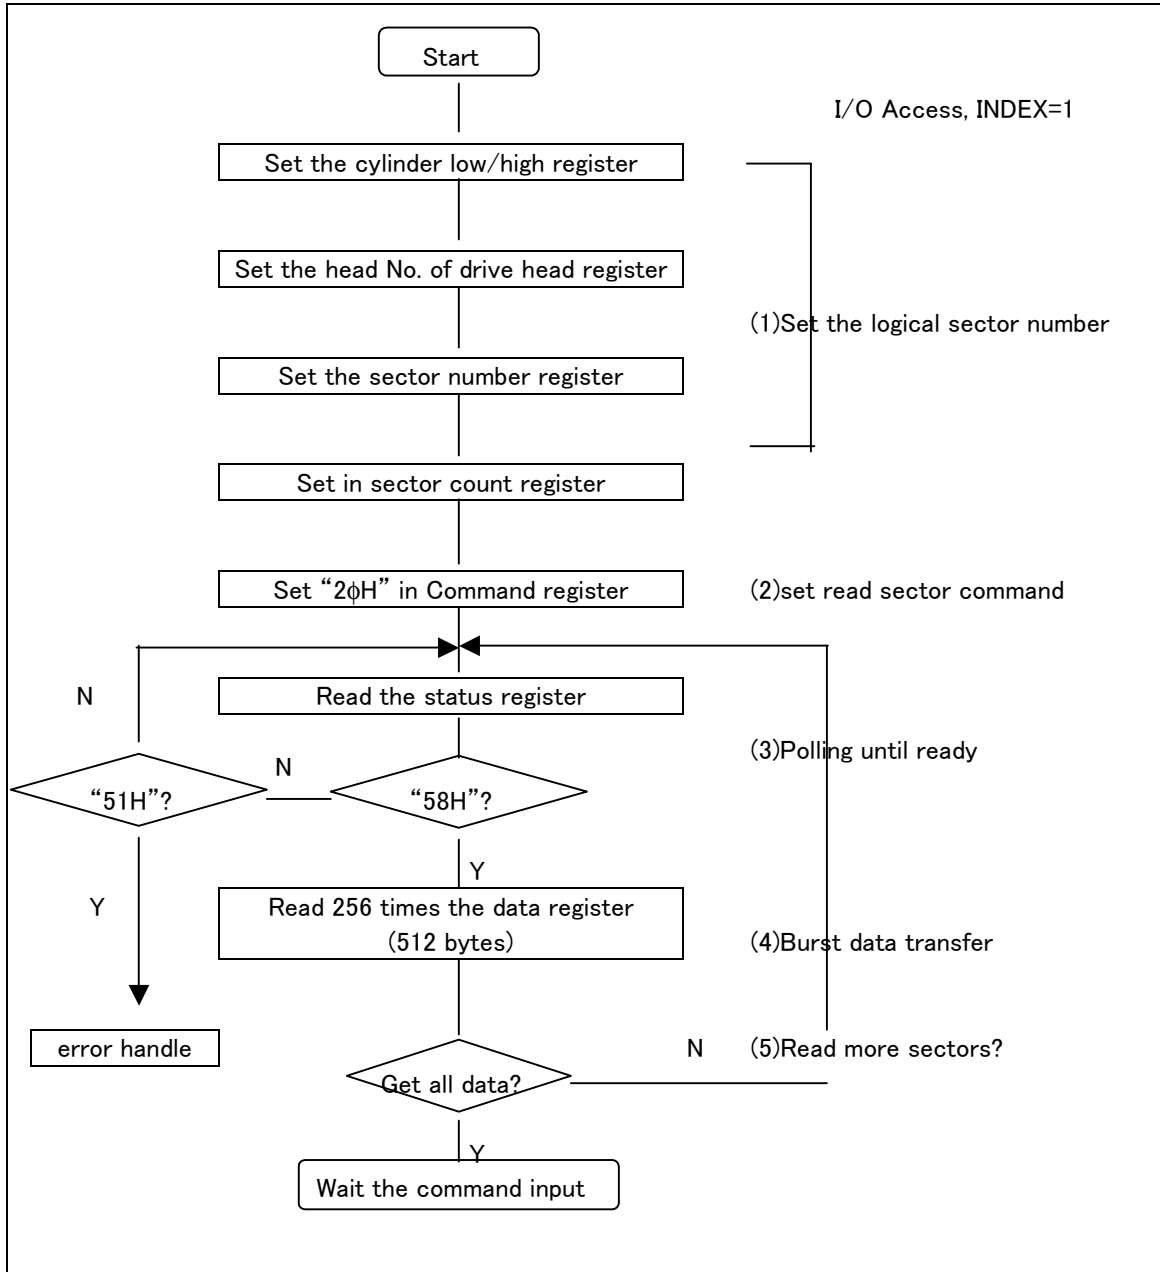 Start
I/O Access, INDEX=1
Set the cylinder low/high register
Set the head No. of drive head register
(1)Set the logical sector number
Set the sector number register
Set in sector count register
Set “2ϕH” in Command register
(2)set read sector command
N
Read the status register
(3)Polling until ready
N
“51H”?
“58H”?
Y
Y
Read 256 times the data register
(512 bytes)
(4)Burst data transfer
error handle
N
(5)Read more sectors?
Get all data?
Y
Wait the command input